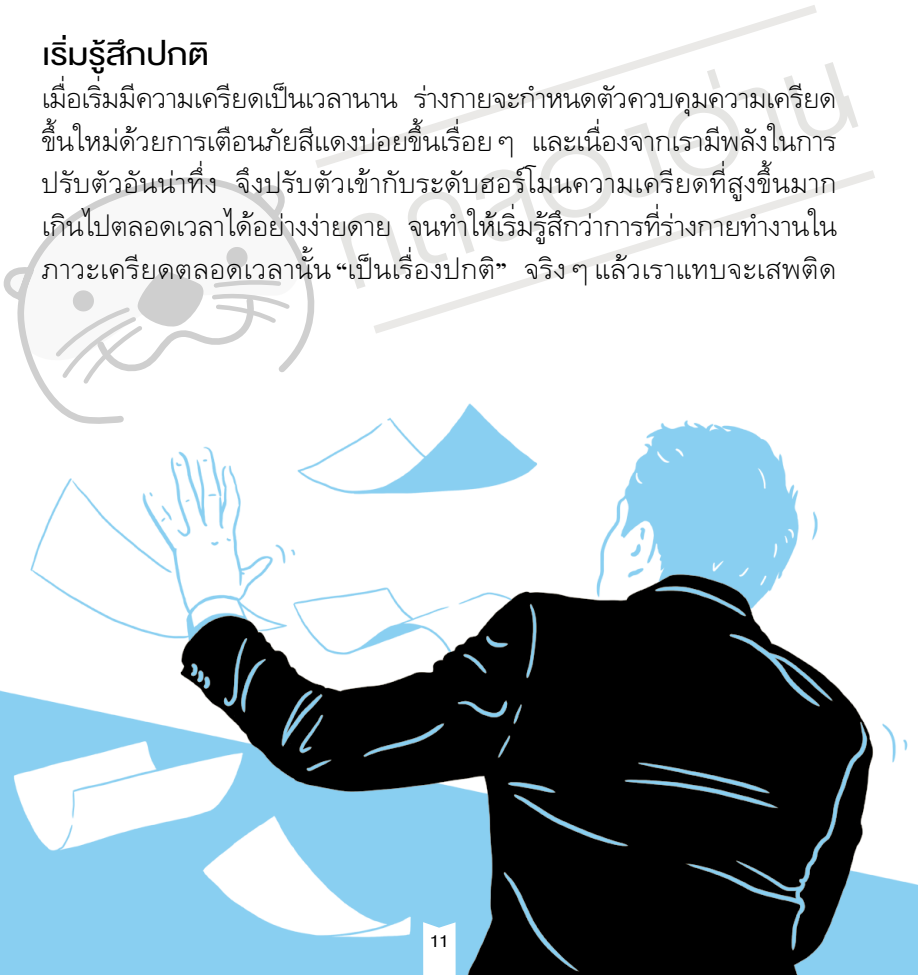 เริ่มรู้สึกปกติ
เมื่อเริ่มมีความเครียดเป็นเวลานาน ร่างกายจะกำหนดตัวควบคุมความเครียด
ขึ้นใหม่ด้วยการเตือนภัยสีแดงบ่อยขึ้นเรื่อย ๆ และเนื่องจากเรามีพลังในการ
ปรับตัวอันน่าทึ่ง จึงปรับตัวเข้ากับระดับฮอร์โมนความเครียดที่สูงขึ้นมาก
เกินไปตลอดเวลาได้อย่างง่ายดาย จนทำให้เริ่มรู้สึกว่าการที่ร่างกายทำงานใน
ภาวะเครียดตลอดเวลานั้น “เป็นเรื่องปกติ” จริง ๆ แล้วเราแทบจะเสพติด
ทดลองอ่าน
11